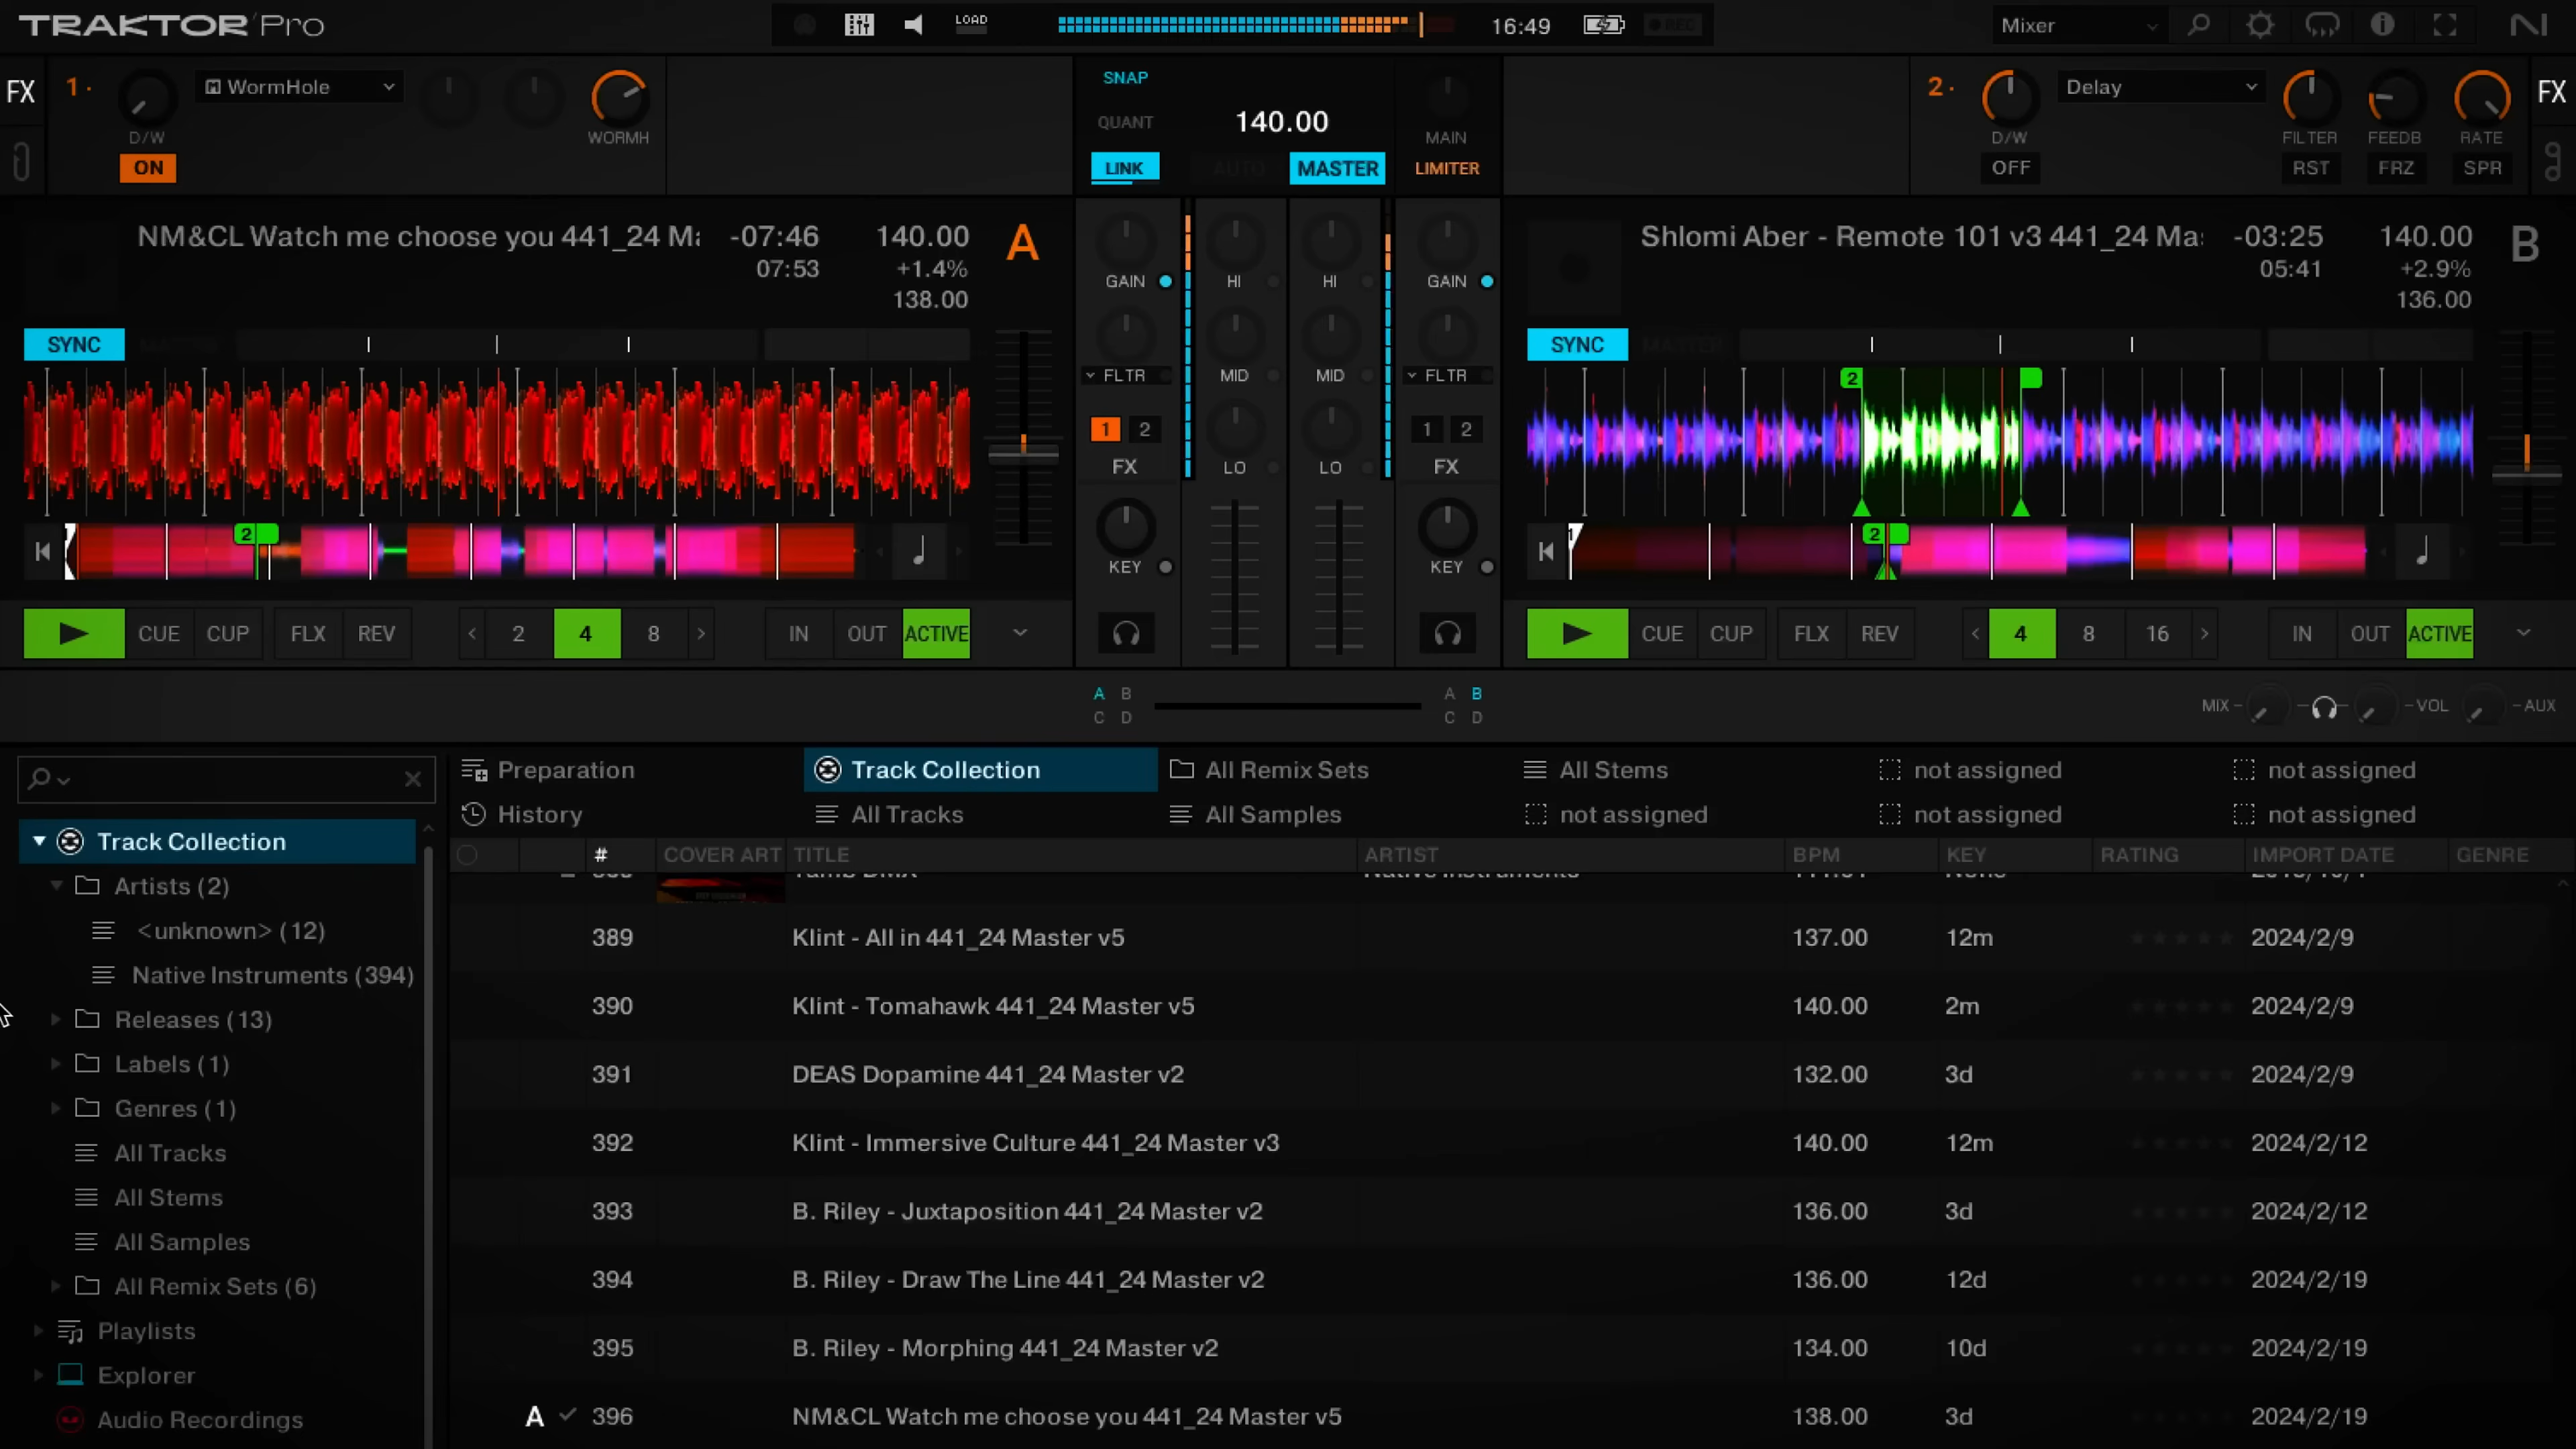 TRAKTOR Pro
LOAD
16:49
REC
Mixer
FX
1
WormHole
D/W
ON
WORMH
SNAP
QUANT
140.00
MAIN
LINK
AUTO
MASTER
LIMITER
2
Delay
D/W
OFF
FILTER
FEEDB
RATE
RST
FRZ
SPR
FX
NM&CL Watch me choose you 441_24 Ma
-07:46
140.00
07:53
+1.4%
138.00
A
GAIN
HI
HI
GAIN
Shlomi Aber - Remote 101 v3 441_24 Mas
-03:25
140.00
05:41
+2.9%
136.00
B
SYNC
FLTR
MID
MID
FLTR
SYNC
MASTER
2
1
2
FX
LO
LO
1
2
FX
2
KEY
KEY
1
2
CUE
CUP
FLX
REV
2
4
8
IN
OUT
ACTIVE
CUE
CUP
FLX
REV
4
8
16
IN
OUT
ACTIVE
A B
C D
A B
C D
MIX
VOL
AUX
Preparation
Track Collection
All Remix Sets
All Stems
not assigned
not assigned
History
All Tracks
All Samples
not assigned
not assigned
not assigned
Track Collection
Artists (2)
<unknown> (12)
Native Instruments (394)
Releases (13)
Labels (1)
Genres (1)
All Tracks
All Stems
All Samples
All Remix Sets (6)
Playlists
Explorer
Audio Recordings
# COVER ART TITLE ARTIST BPM KEY RATING IMPORT DATE GENRE
389 Klint - All in 441_24 Master v5 137.00 12m 2024/2/9
390 Klint - Tomahawk 441_24 Master v5 140.00 2m 2024/2/9
391 DEAS Dopamine 441_24 Master v2 132.00 3d 2024/2/9
392 Klint - Immersive Culture 441_24 Master v3 140.00 12m 2024/2/12
393 B. Riley - Juxtaposition 441_24 Master v2 136.00 3d 2024/2/12
394 B. Riley - Draw The Line 441_24 Master v2 136.00 12d 2024/2/19
395 B. Riley - Morphing 441_24 Master v2 134.00 10d 2024/2/19
A 396 NM&CL Watch me choose you 441_24 Master v5 138.00 3d 2024/2/19